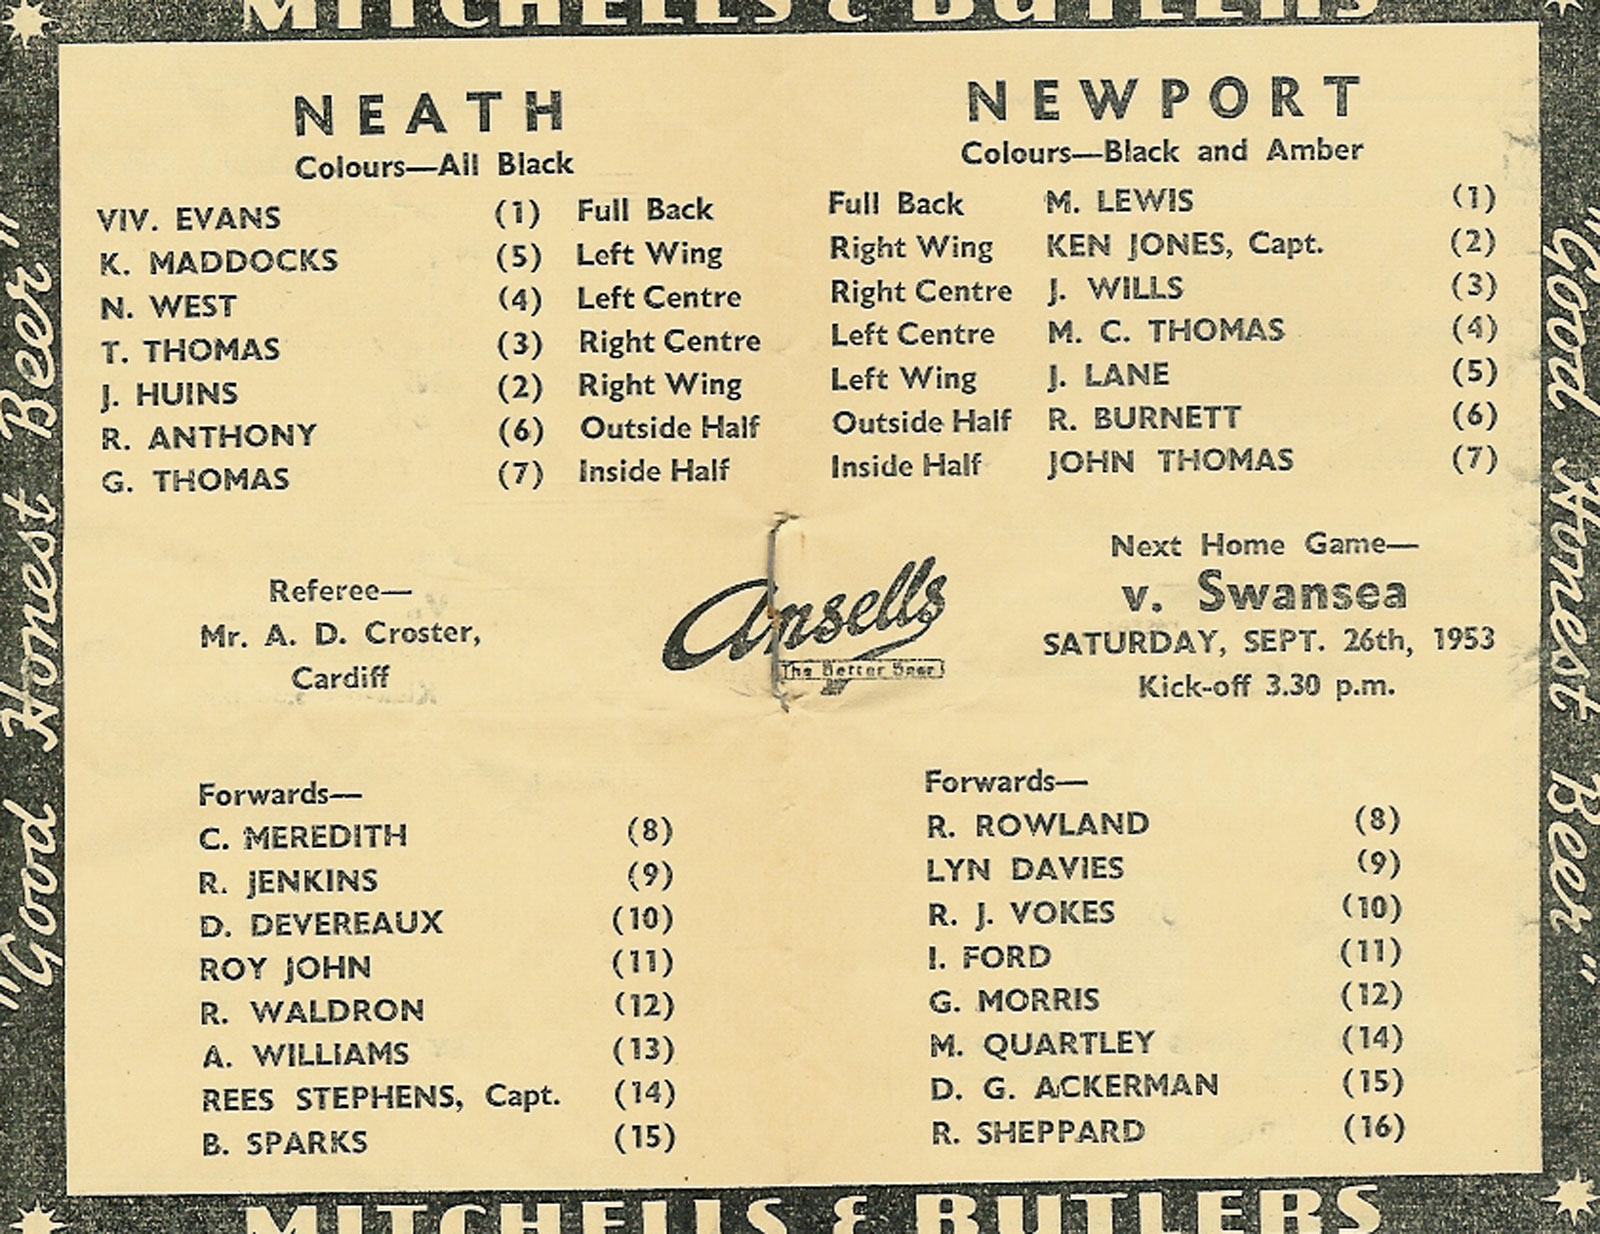 MITCHELLS & BUTLERS
"Good Honest Beer"
"Good Honest Beer"
NEATH
Colours—All Black
VIV. EVANS (1) Full Back
K. MADDOCKS (5) Left Wing
N. WEST (4) Left Centre
T. THOMAS (3) Right Centre
J. HUINS (2) Right Wing
R. ANTHONY (6) Outside Half
G. THOMAS (7) Inside Half
Referee—
Mr. A. D. Croster,
Cardiff
Forwards—
C. MEREDITH (8)
R. JENKINS (9)
D. DEVEREAUX (10)
ROY JOHN (11)
R. WALDRON (12)
A. WILLIAMS (13)
REES STEPHENS, Capt. (14)
B. SPARKS (15)
Ansells
The Better Beer
NEWPORT
Colours—Black and Amber
Full Back M. LEWIS (1)
Right Wing KEN JONES, Capt. (2)
Right Centre J. WILLS (3)
Left Centre M. C. THOMAS (4)
Left Wing J. LANE (5)
Outside Half R. BURNETT (6)
Inside Half JOHN THOMAS (7)
Next Home Game—
v. Swansea
SATURDAY, SEPT. 26th, 1953
Kick-off 3.30 p.m.
Forwards—
R. ROWLAND (8)
LYN DAVIES (9)
R. J. VOKES (10)
I. FORD (11)
G. MORRIS (12)
M. QUARTLEY (14)
D. G. ACKERMAN (15)
R. SHEPPARD (16)
MITCHELLS & BUTLERS